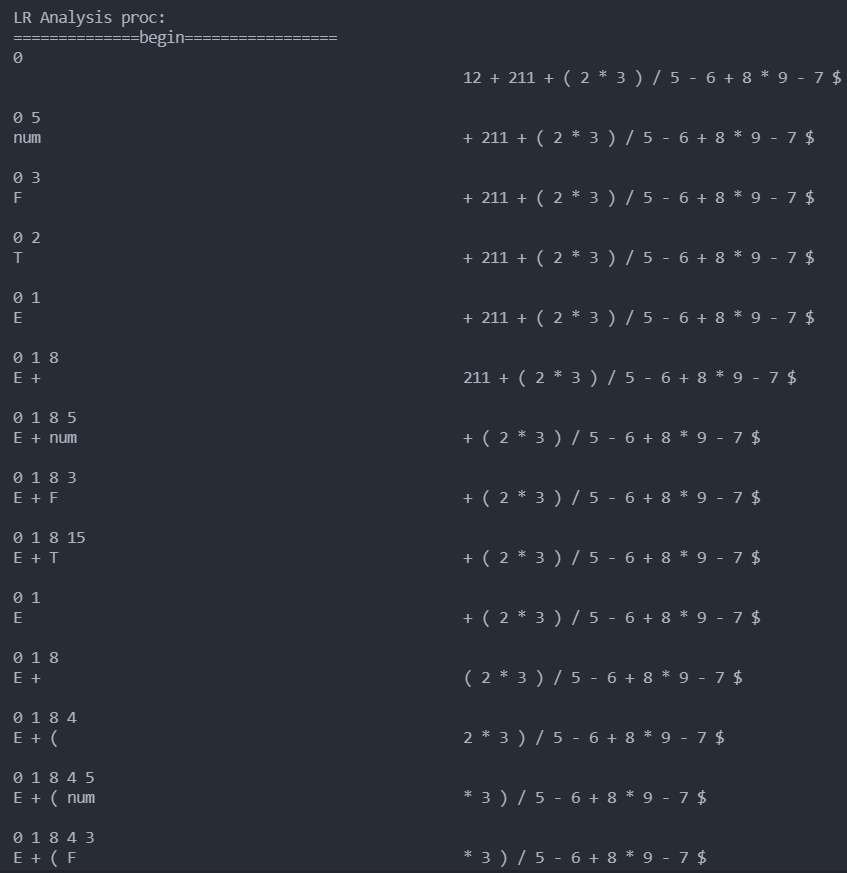 LR Analysis proc:
==============begin=================
0
12 + 211 + ( 2 * 3 ) / 5 - 6 + 8 * 9 - 7 $
0 5
num + 211 + ( 2 * 3 ) / 5 - 6 + 8 * 9 - 7 $
0 3
F + 211 + ( 2 * 3 ) / 5 - 6 + 8 * 9 - 7 $
0 2
T + 211 + ( 2 * 3 ) / 5 - 6 + 8 * 9 - 7 $
0 1
E + 211 + ( 2 * 3 ) / 5 - 6 + 8 * 9 - 7 $
0 1 8
E + 211 + ( 2 * 3 ) / 5 - 6 + 8 * 9 - 7 $
0 1 8 5
E + num + ( 2 * 3 ) / 5 - 6 + 8 * 9 - 7 $
0 1 8 3
E + F + ( 2 * 3 ) / 5 - 6 + 8 * 9 - 7 $
0 1 8 15
E + T + ( 2 * 3 ) / 5 - 6 + 8 * 9 - 7 $
0 1
E + ( 2 * 3 ) / 5 - 6 + 8 * 9 - 7 $
0 1 8
E + ( 2 * 3 ) / 5 - 6 + 8 * 9 - 7 $
0 1 8 4
E + ( 2 * 3 ) / 5 - 6 + 8 * 9 - 7 $
0 1 8 4 5
E + ( num * 3 ) / 5 - 6 + 8 * 9 - 7 $
0 1 8 4 3
E + ( F * 3 ) / 5 - 6 + 8 * 9 - 7 $